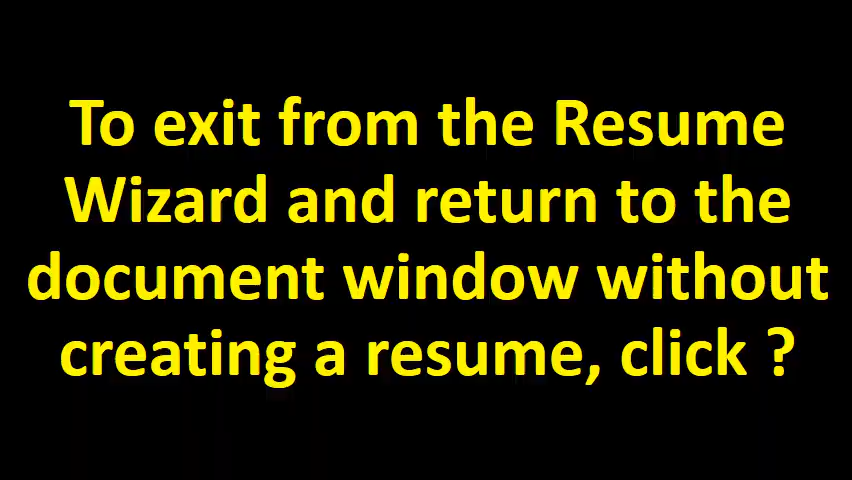 To exit from the Resume
Wizard and return to the
document window without
creating a resume, click ?